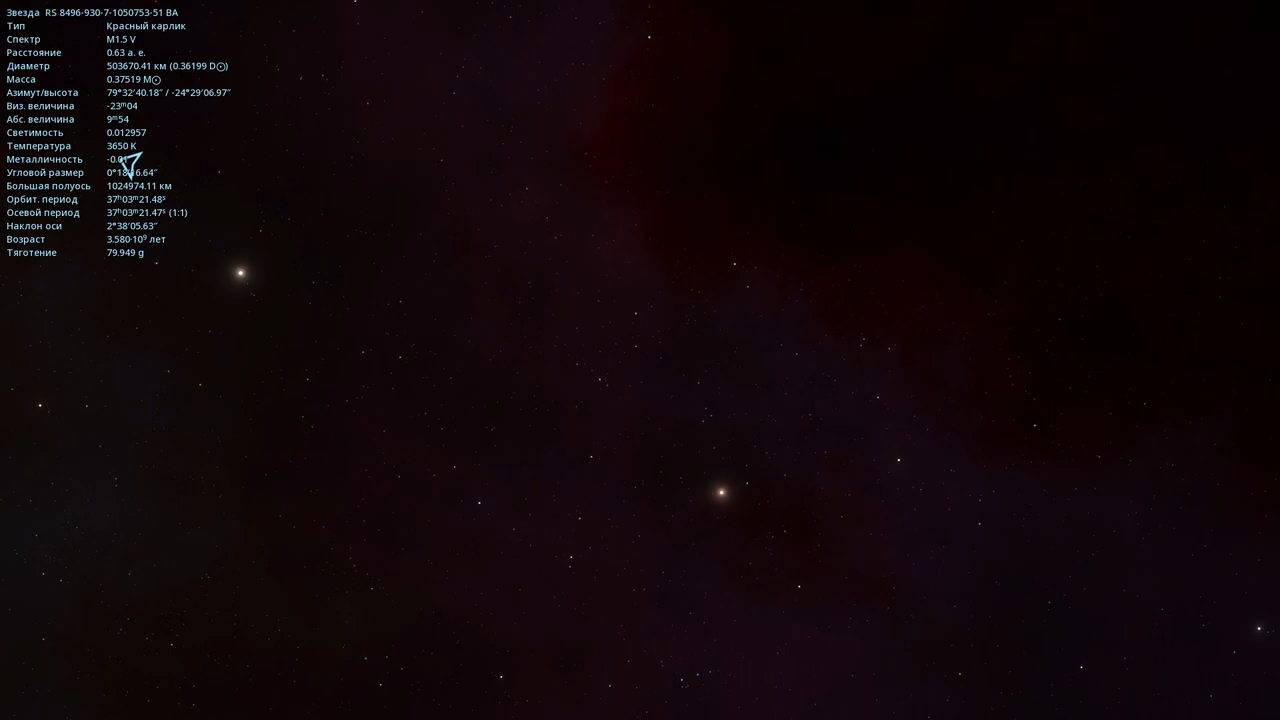 Звезда RS 8496-930-7-1050753-51 BA
Тип Красный карлик
Спектр M1.5 V
Расстояние 0.63 а. е.
Диаметр 503670.41 км (0.36199 D☉)
Масса 0.37519 M☉
Азимут/высота 79°32′40.18″ / -24°29′06.97″
Виз. величина -23ᵐ04
Абс. величина 9ᵐ54
Светимость 0.012957
Температура 3650 K
Металличность
Угловой размер
Большая полуось 1024974.11 км
Орбит. период 37ʰ03ᵐ21.48ˢ
Осевой период 37ʰ03ᵐ21.47ˢ (1:1)
Наклон оси 2°38′05.63″
Возраст 3.580·10⁹ лет
Тяготение 79.949 g